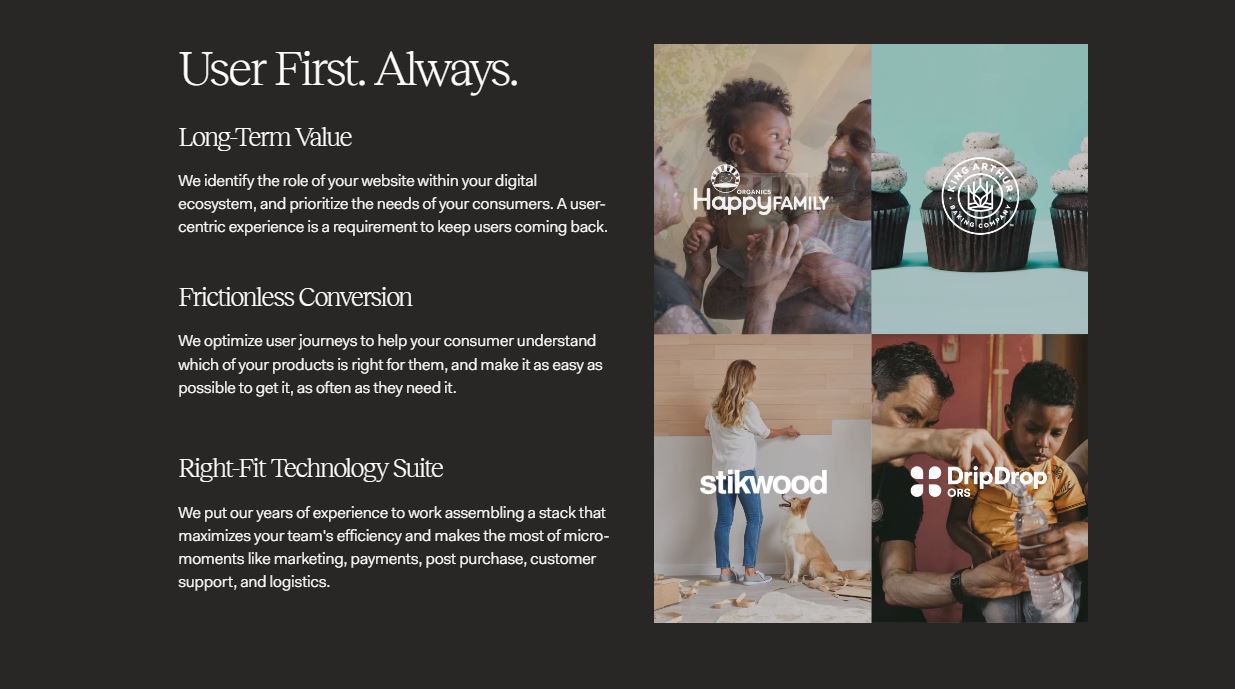 User First. Always.
Long-Term Value
We identify the role of your website within your digital
ecosystem, and prioritize the needs of your consumers. A user-
centric experience is a requirement to keep users coming back.
Frictionless Conversion
We optimize user journeys to help your consumer understand
which of your products is right for them, and make it as easy as
possible to get it, as often as they need it.
Right-Fit Technology Suite
We put our years of experience to work assembling a stack that
maximizes your team's efficiency and makes the most of micro-
moments like marketing, payments, post purchase, customer
support, and logistics.
ORGANICS
HappyFAMILY
KING ARTHUR
BAKING COMPANY
stikwood
DripDrop
ORS